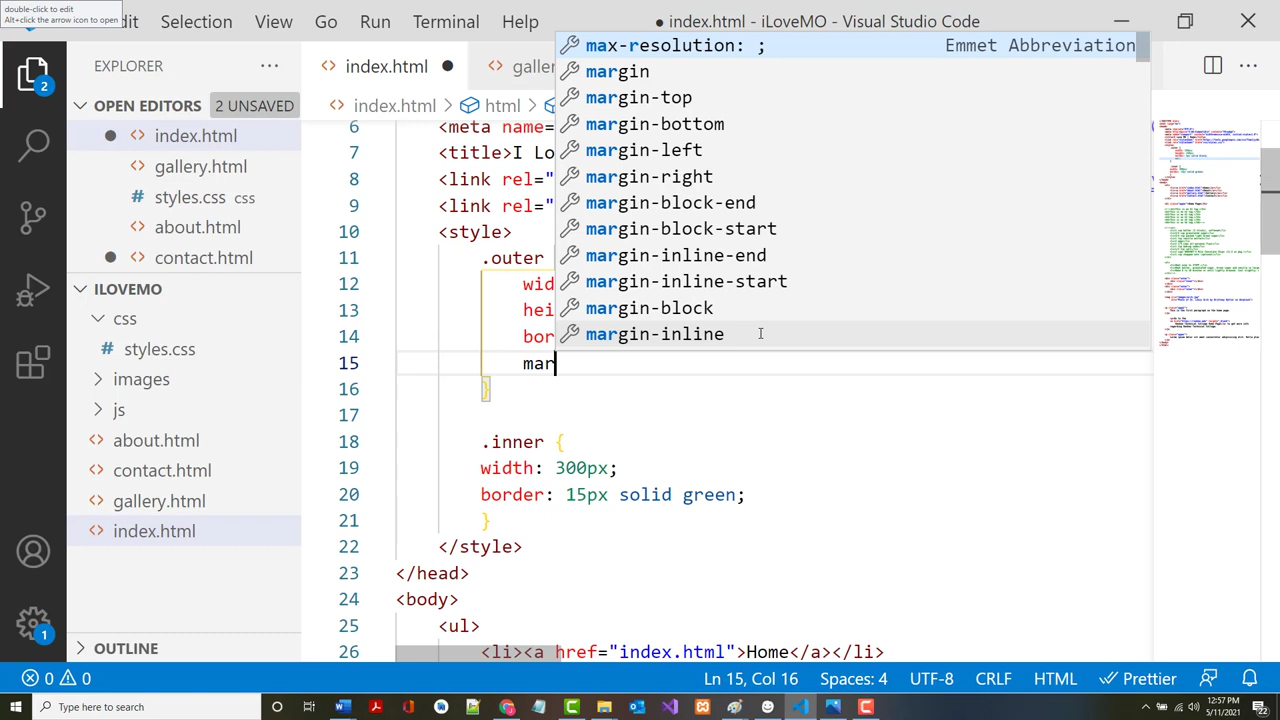 double-click to edit
Alt+click the arrow icon to open
dit Selection View Go Run Terminal Help
● index.html - iLoveMO - Visual Studio Code
EXPLORER
OPEN EDITORS 2 UNSAVED
index.html
gallery.html
styles.css css
about.html
contact.html
ILOVEMO
css
styles.css
images
js
about.html
contact.html
gallery.html
index.html
OUTLINE
2
1
index.html ●
galler
index.html > html >
6 <meta name=
7 <title>I Lo
8 <link rel="
9 <link rel="
10 <style>
11 .outer
12 wid
13 hei
14 bor
15 mar
16 }
17
18 .inner {
19 width: 300px;
20 border: 15px solid green;
21 }
22 </style>
23 </head>
24 <body>
25 <ul>
26 <li><a href="index.html">Home</a></li>
max-resolution: ; Emmet Abbreviation
margin
margin-top
margin-bottom
margin-left
margin-right
margin-block-end
margin-block-start
margin-inline-end
margin-inline-start
margin-block
margin-inline
0 0
Ln 15, Col 16 Spaces: 4 UTF-8 CRLF HTML Prettier
Type here to search
12:57 PM
5/11/2021
22